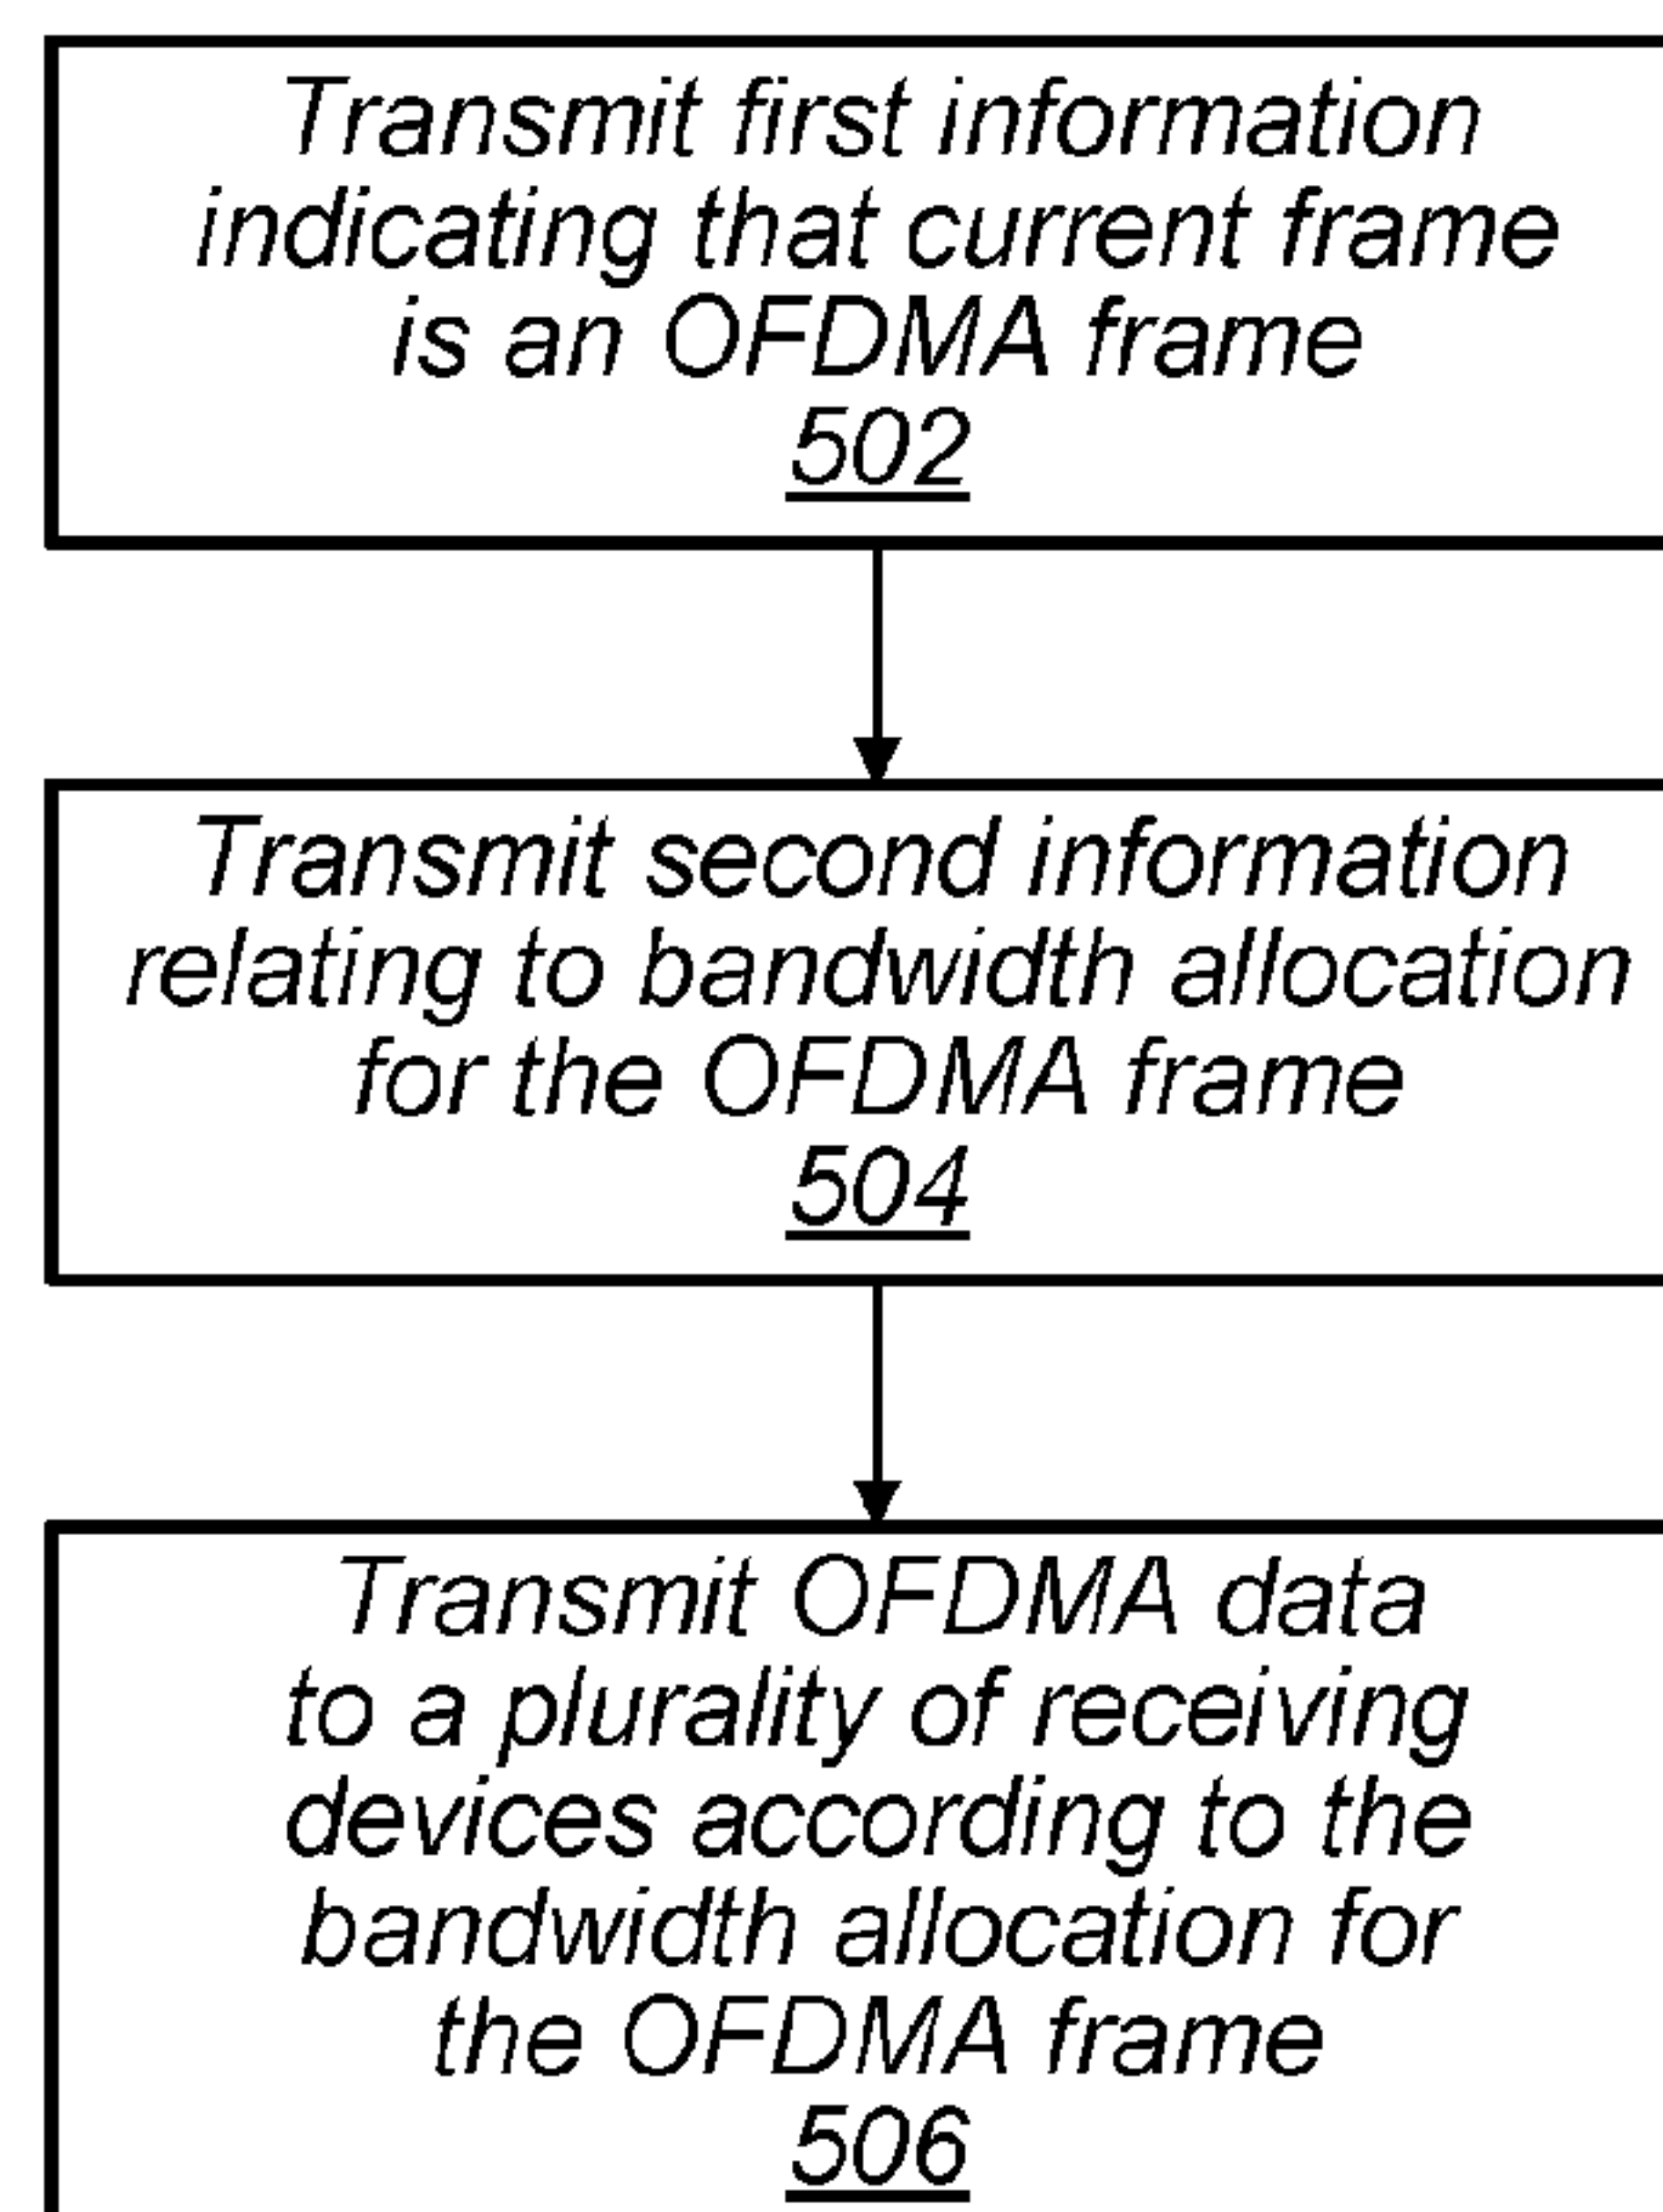 Transmit first information
indicating that current frame
is an OFDMA frame
502
Transmit second information
relating to bandwidth allocation
for the OFDMA frame
504
Transmit OFDMA data
to a plurality of receiving
devices according to the
bandwidth allocation for
the OFDMA frame
506